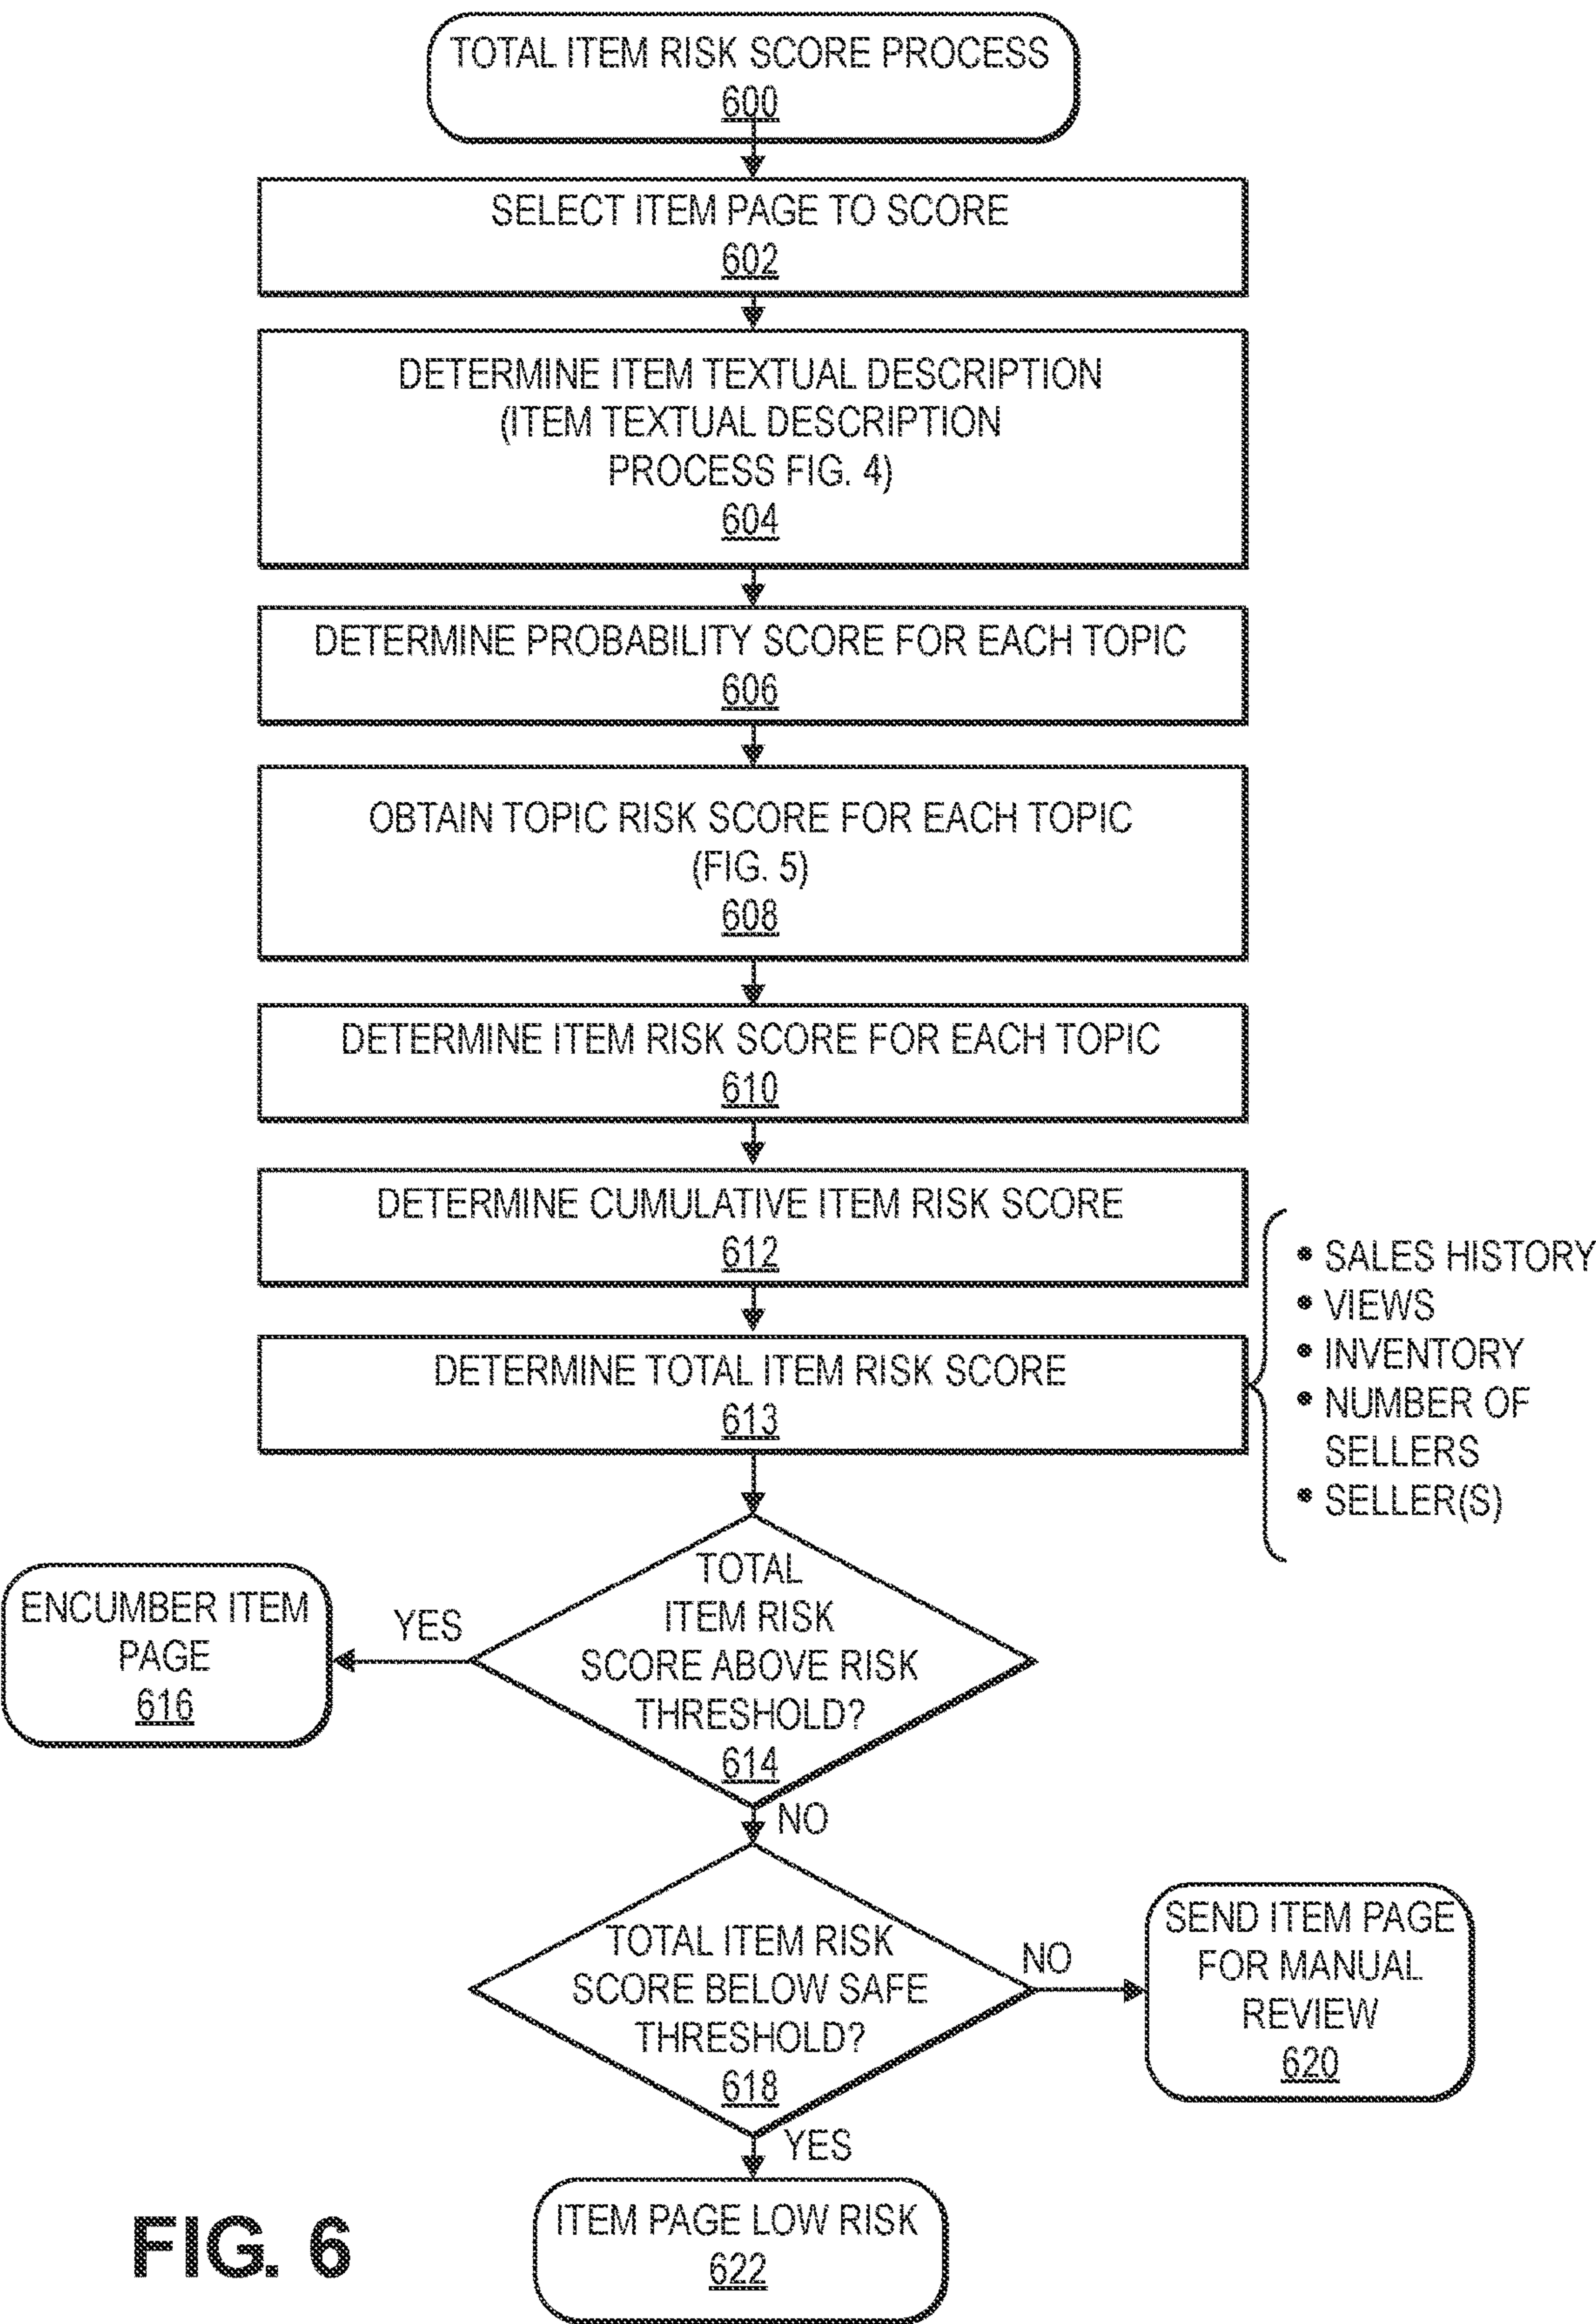 TOTAL ITEM RISK SCORE PROCESS
600
SELECT ITEM PAGE TO SCORE
602
DETERMINE ITEM TEXTUAL DESCRIPTION
(ITEM TEXTUAL DESCRIPTION
PROCESS FIG. 4)
604
DETERMINE PROBABILITY SCORE FOR EACH TOPIC
606
OBTAIN TOPIC RISK SCORE FOR EACH TOPIC
(FIG. 5)
608
DETERMINE ITEM RISK SCORE FOR EACH TOPIC
610
DETERMINE CUMULATIVE ITEM RISK SCORE
612
DETERMINE TOTAL ITEM RISK SCORE
613
• SALES HISTORY
• VIEWS
• INVENTORY
• NUMBER OF
SELLERS
• SELLER(S)
TOTAL
ITEM RISK
SCORE ABOVE RISK
THRESHOLD?
614
YES
ENCUMBER ITEM
PAGE
616
NO
TOTAL ITEM RISK
SCORE BELOW SAFE
THRESHOLD?
618
NO
SEND ITEM PAGE
FOR MANUAL
REVIEW
620
YES
ITEM PAGE LOW RISK
622
FIG. 6